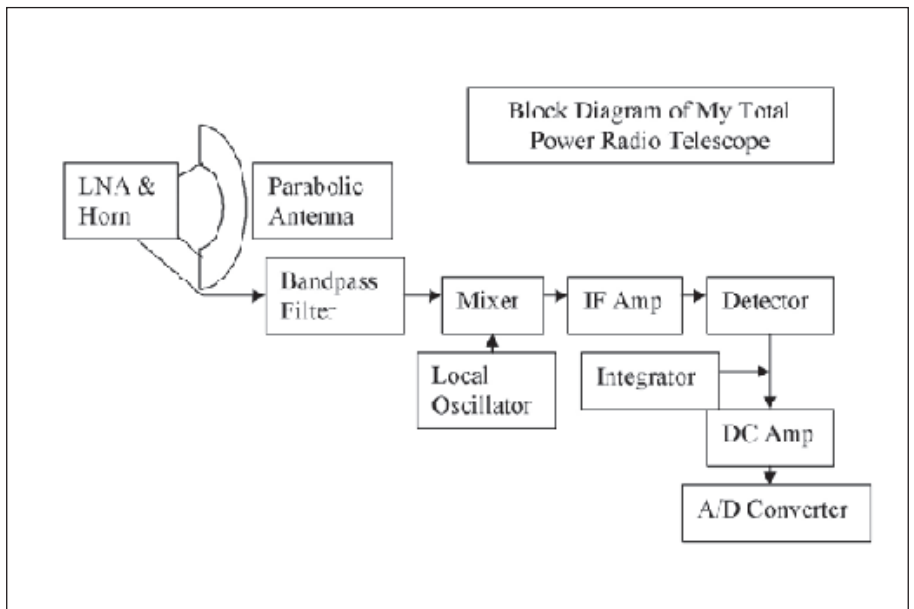 Block Diagram of My Total
Power Radio Telescope
LNA &
Horn
Parabolic
Antenna
Bandpass
Filter
Mixer
IF Amp
Detector
Local
Oscillator
Integrator
DC Amp
A/D Converter